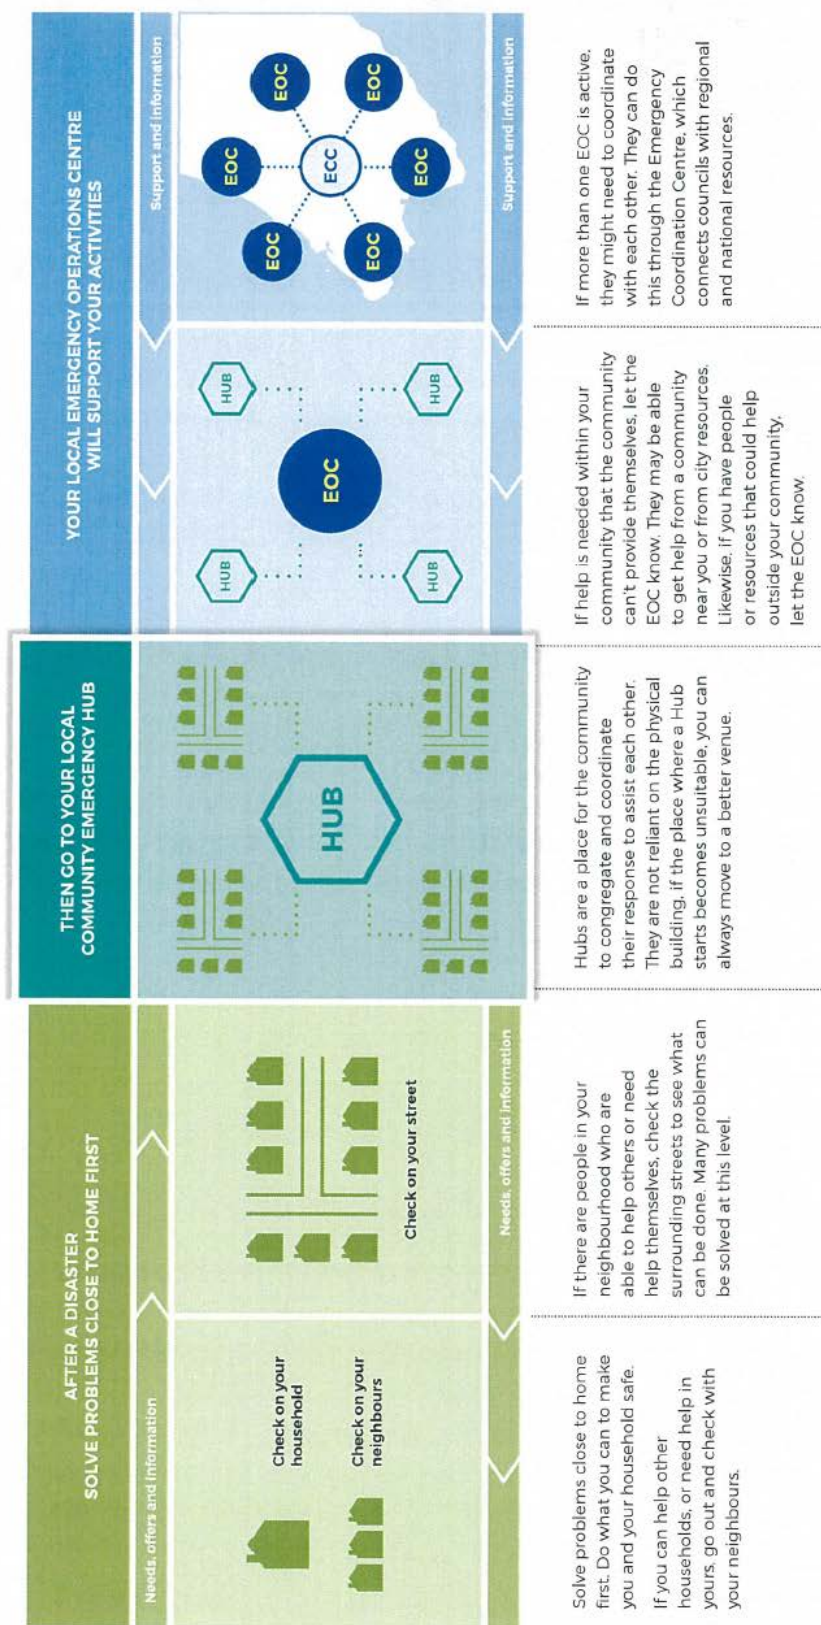 AFTER A DISASTER
SOLVE PROBLEMS CLOSE TO HOME FIRST
Needs, offers and information
Check on your
household
Check on your
neighbours
Check on your street
Needs, offers and information
Solve problems close to home
first. Do what you can to make
you and your household safe.
If you can help other
households, or need help in
yours, go out and check with
your neighbours.
If there are people in your
neighbourhood who are
able to help others or need
help themselves, check the
surrounding streets to see what
can be done. Many problems can
be solved at this level.
THEN GO TO YOUR LOCAL
COMMUNITY EMERGENCY HUB
HUB
Hubs are a place for the community
to congregate and coordinate
their response to assist each other.
They are not reliant on the physical
building, if the place where a Hub
starts becomes unsuitable, you can
always move to a better venue.
YOUR LOCAL EMERGENCY OPERATIONS CENTRE
WILL SUPPORT YOUR ACTIVITIES
Support and information
HUB
HUB
EOC
HUB
HUB
EOC
EOC
EOC
ECC
EOC
EOC
EOC
Support and information
If help is needed within your
community that the community
can't provide themselves, let the
EOC know. They may be able
to get help from a community
near you or from city resources.
Likewise, if you have people
or resources that could help
outside your community,
let the EOC know.
If more than one EOC is active,
they might need to coordinate
with each other. They can do
this through the Emergency
Coordination Centre, which
connects councils with regional
and national resources.